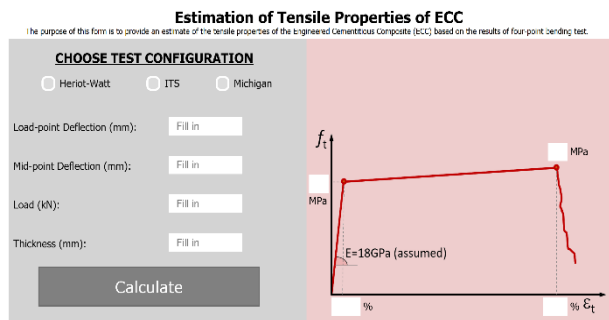 Estimation of Tensile Properties of ECC
The purpose of this form is to provide an estimate of the tensile properties of the Engineered Cementitious Composite (ECC) based on the results of four-point bending test.
CHOOSE TEST CONFIGURATION
Heriot-Watt ITS Michigan
Load-point Deflection (mm): Fill in
Mid-point Deflection (mm): Fill in
Load (kN): Fill in
Thickness (mm): Fill in
Calculate
fₜ
MPa
MPa
E=18GPa (assumed)
% % εₜ